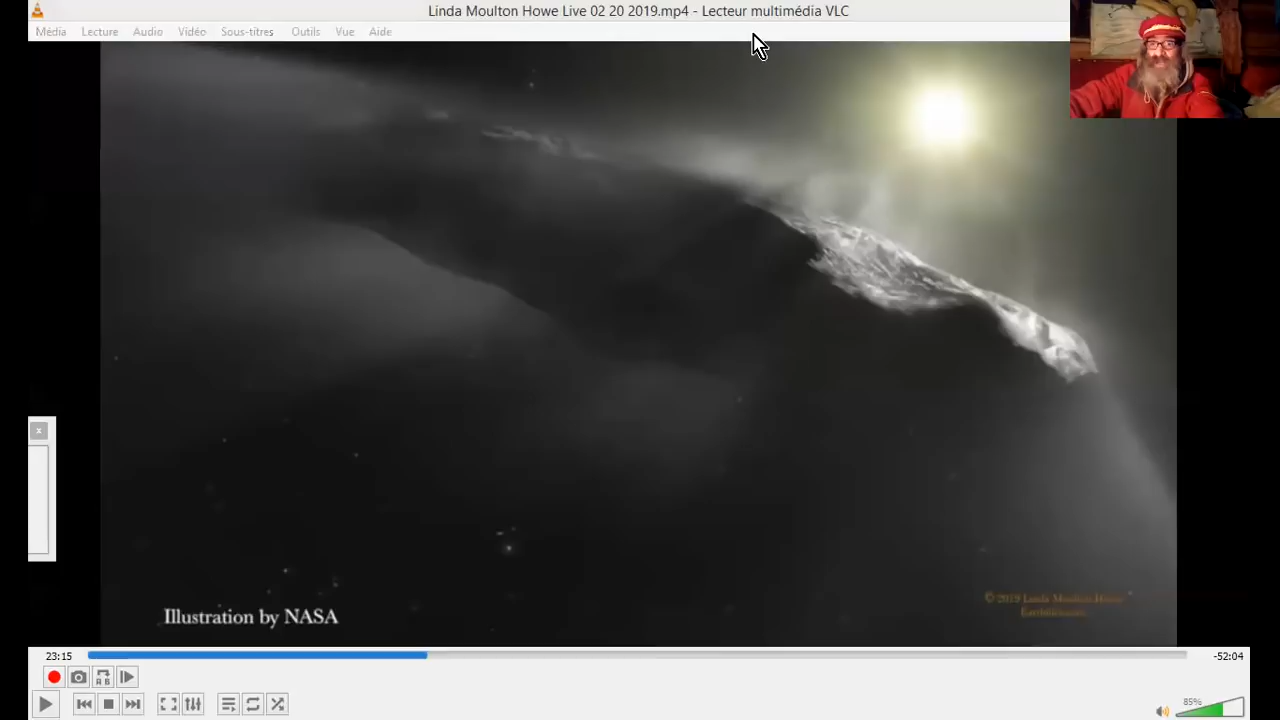 Linda Moulton Howe Live 02 20 2019.mp4 - Lecteur multimédia VLC
Média Lecture Audio Vidéo Sous-titres Outils Vue Aide
x
Illustration by NASA
© 2019 Linda Moulton Howe
Earthfiles
23:15
-52:04
A B
85%